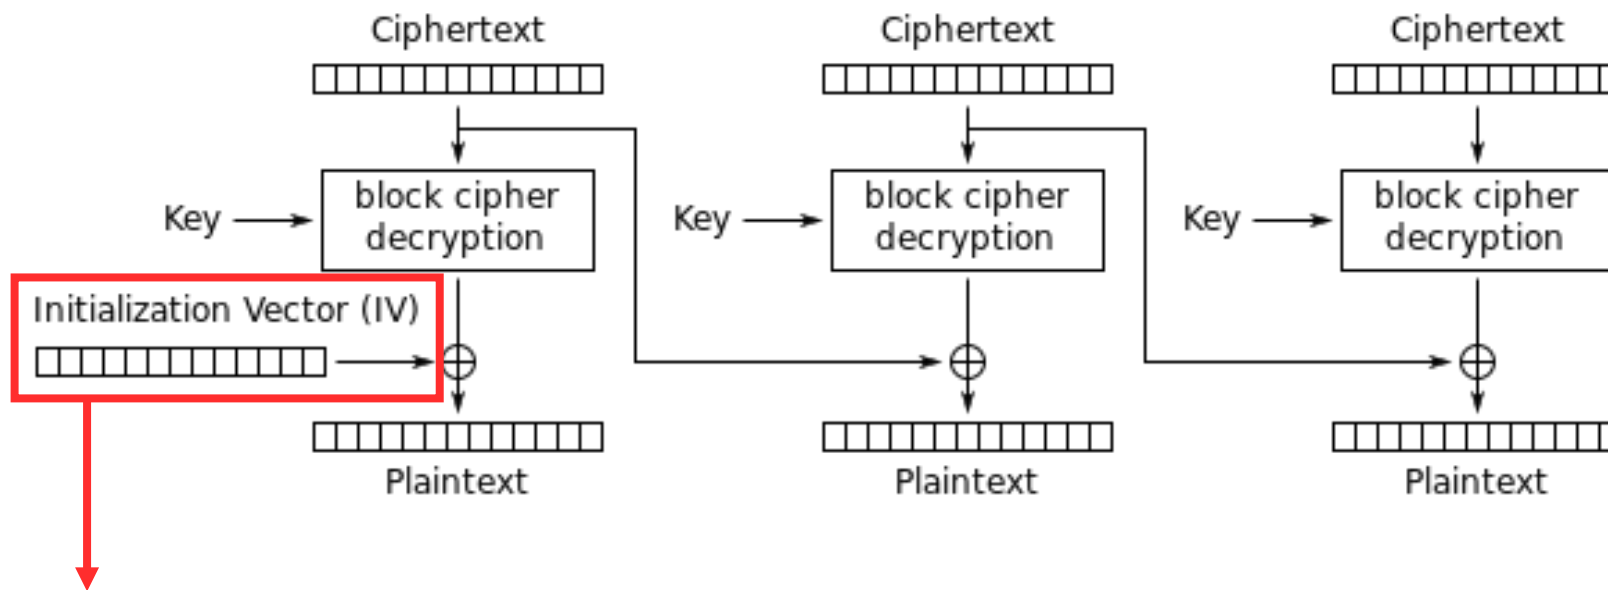 Ciphertext
Ciphertext
Ciphertext
Key
block cipher
decryption
Key
block cipher
decryption
Key
block cipher
decryption
Initialization Vector (IV)
Plaintext
Plaintext
Plaintext